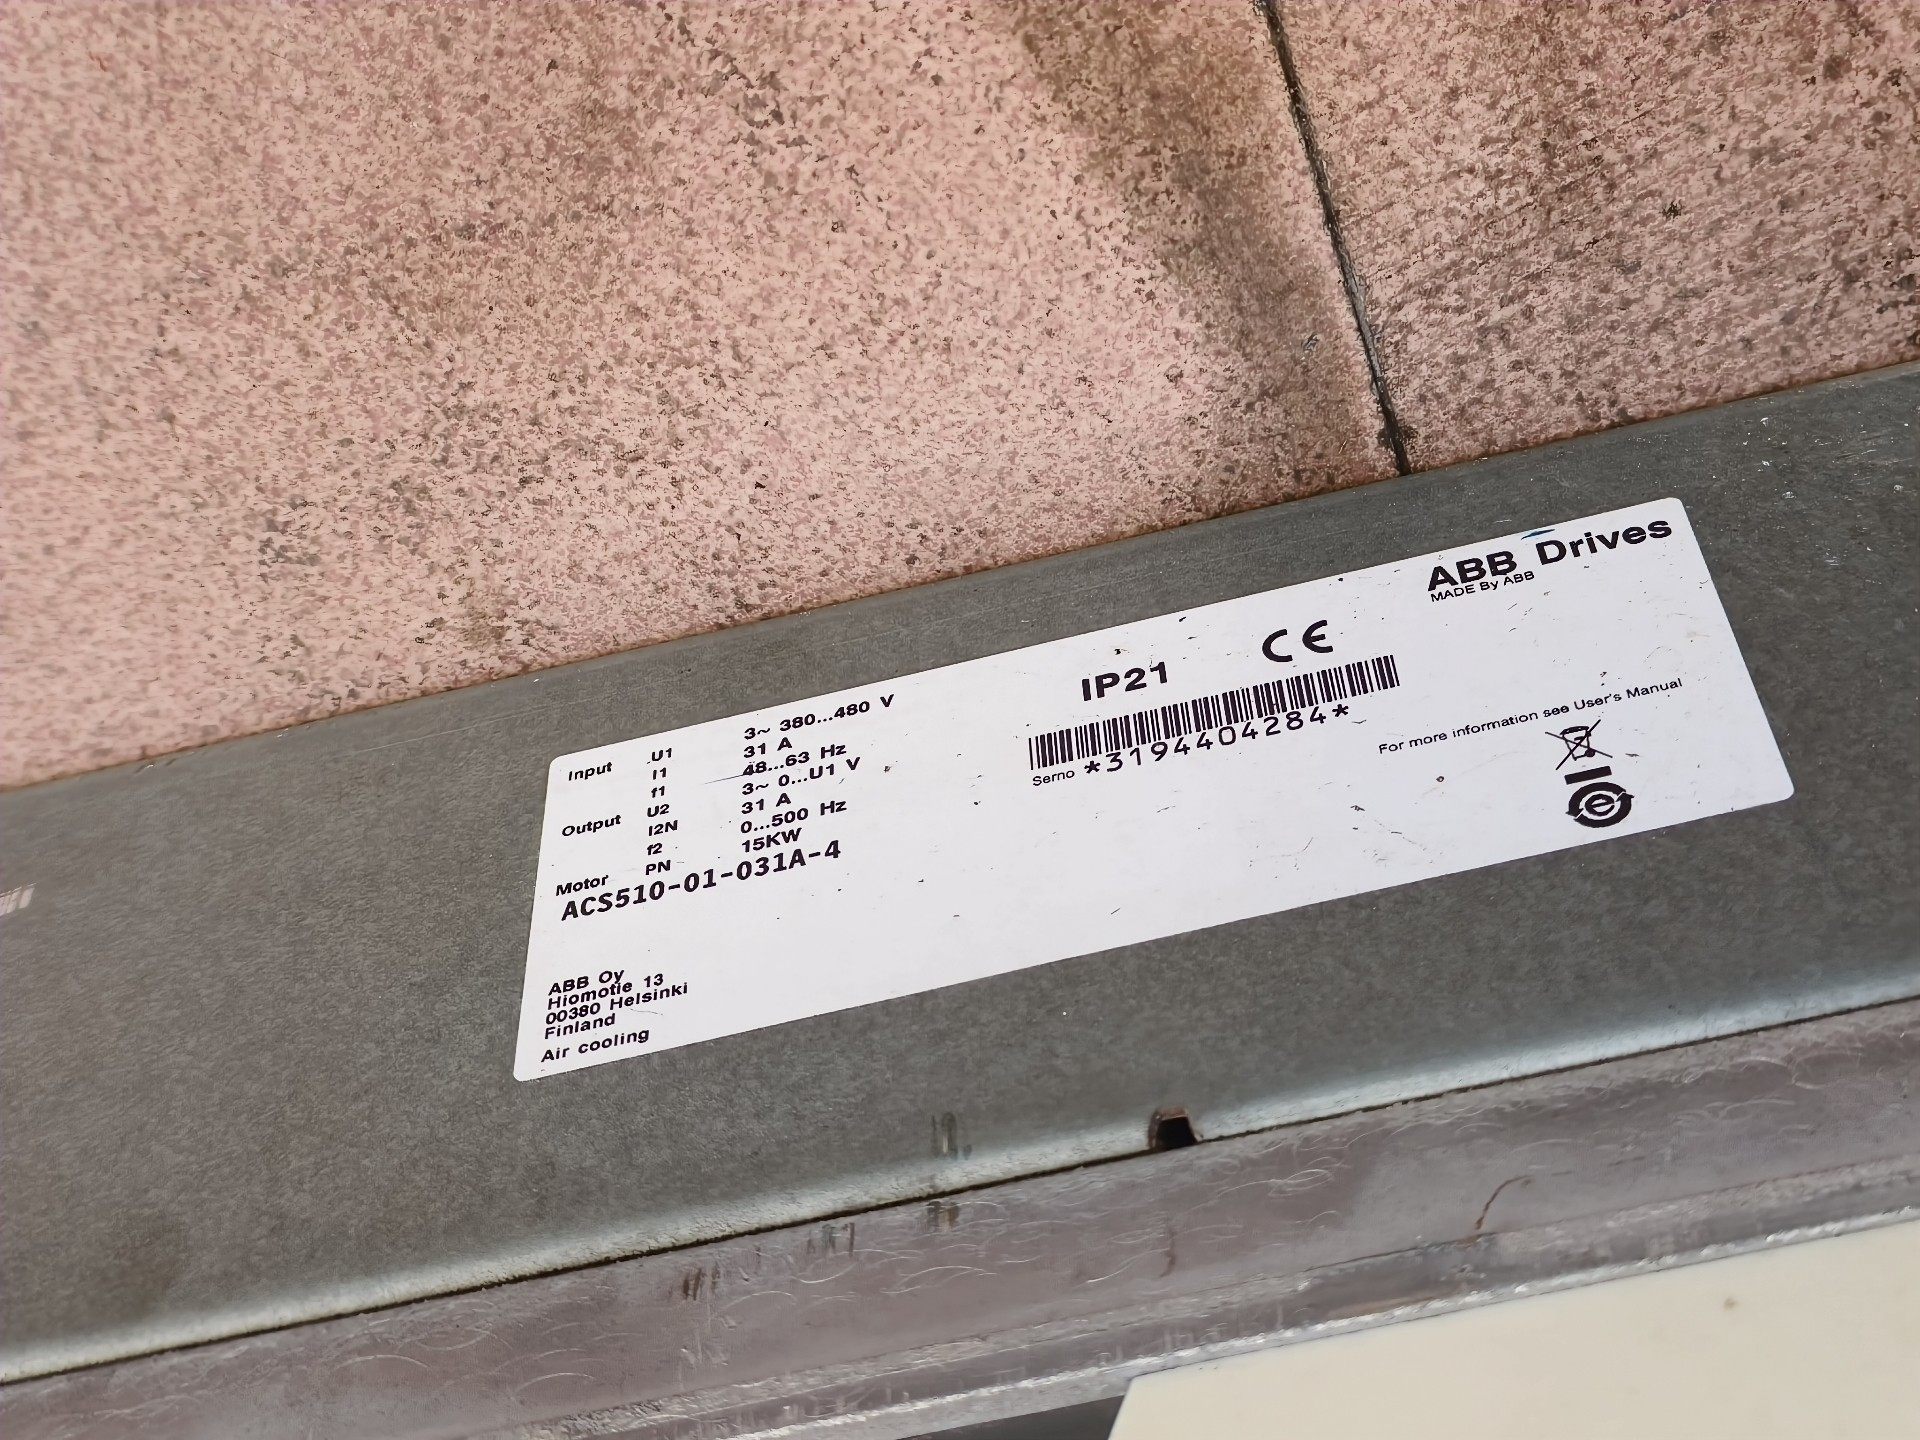 ABB Drives
MADE By ABB
Input U1 3~ 380...480 V
I1 31 A
f1 48...63 Hz
Output U2 3~ 0...U1 V
I2N 31 A
f2 0...500 Hz
Motor PN 15KW
ACS510-01-031A-4
IP21 CE
Serno *3194404284*
For more information see User's Manual
e
ABB Oy
Hiomotie 13
00380 Helsinki
Finland
Air cooling